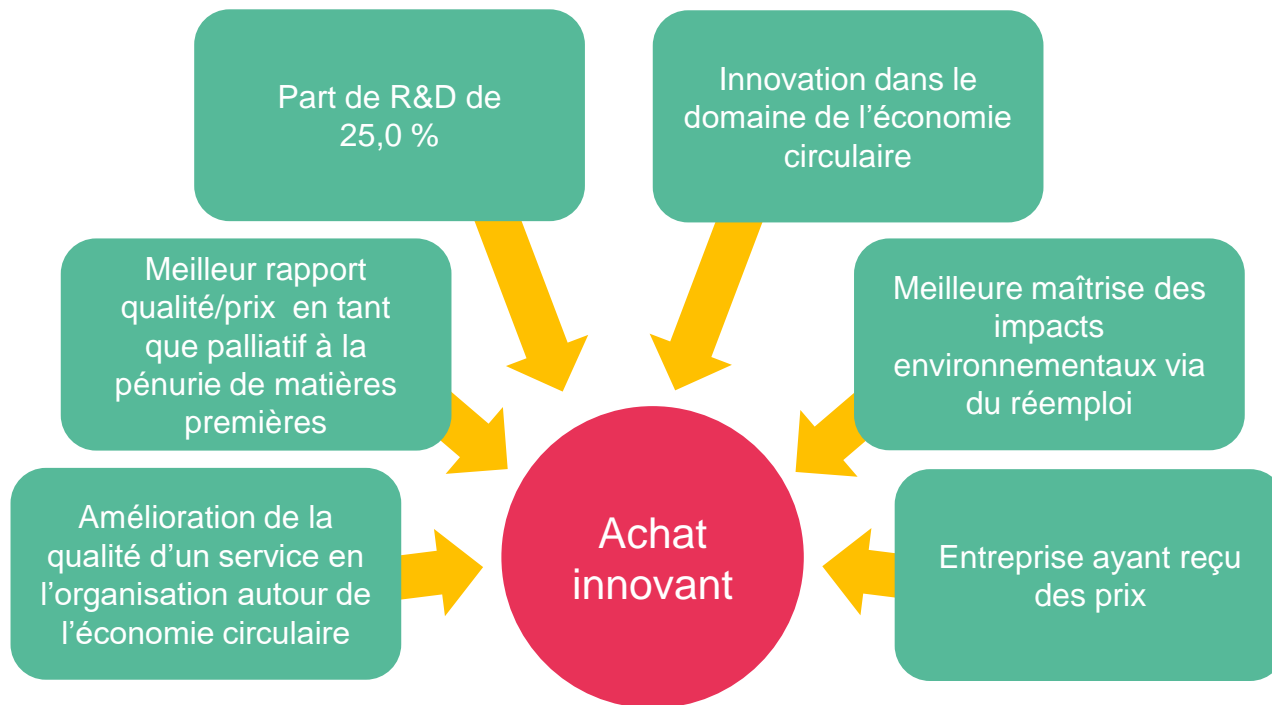 Part de R&D de
25,0 %
Innovation dans le
domaine de l’économie
circulaire
Meilleur rapport
qualité/prix en tant
que palliatif à la
pénurie de matières
premières
Meilleure maîtrise des
impacts
environnementaux via
du réemploi
Amélioration de la
qualité d’un service en
l’organisation autour de
l’économie circulaire
Achat
innovant
Entreprise ayant reçu
des prix